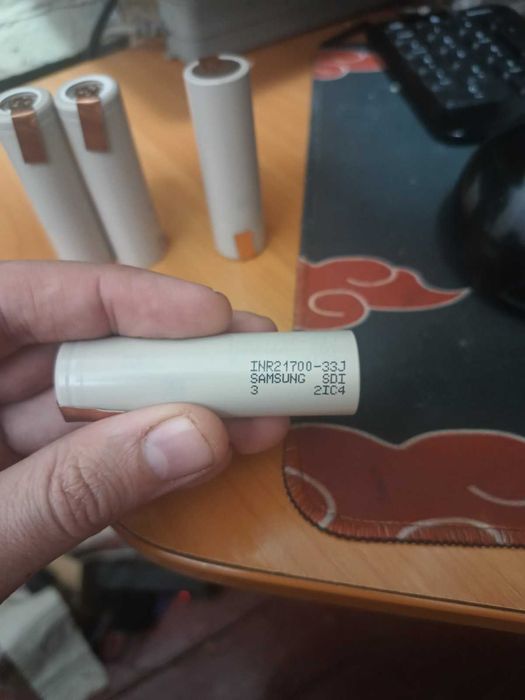 INR21700-33J
SAMSUNG SDI
3 2IC4